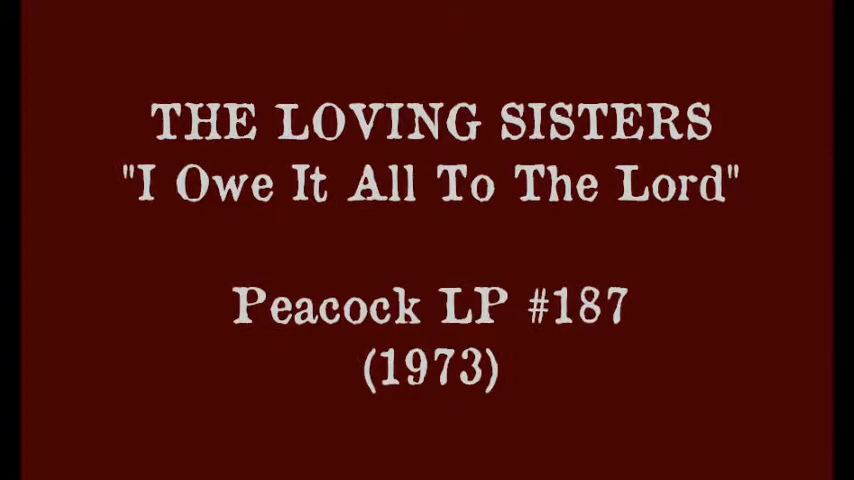 THE LOVING SISTERS
"I Owe It All To The Lord"
Peacock LP #187
(1973)